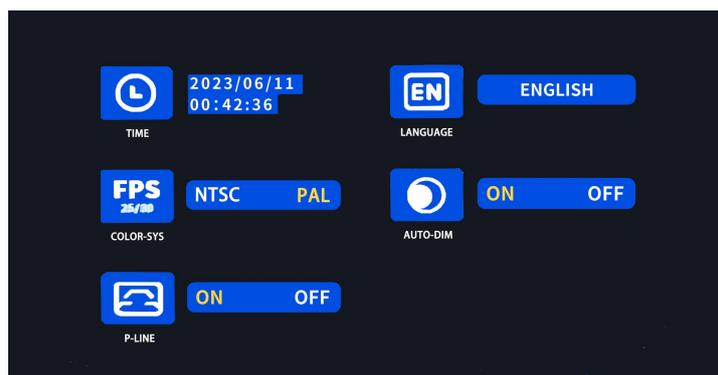 2023/06/11
00:42:36
TIME
EN
ENGLISH
LANGUAGE
FPS
25/30
NTSC PAL
COLOR-SYS
ON OFF
AUTO-DIM
ON OFF
P-LINE